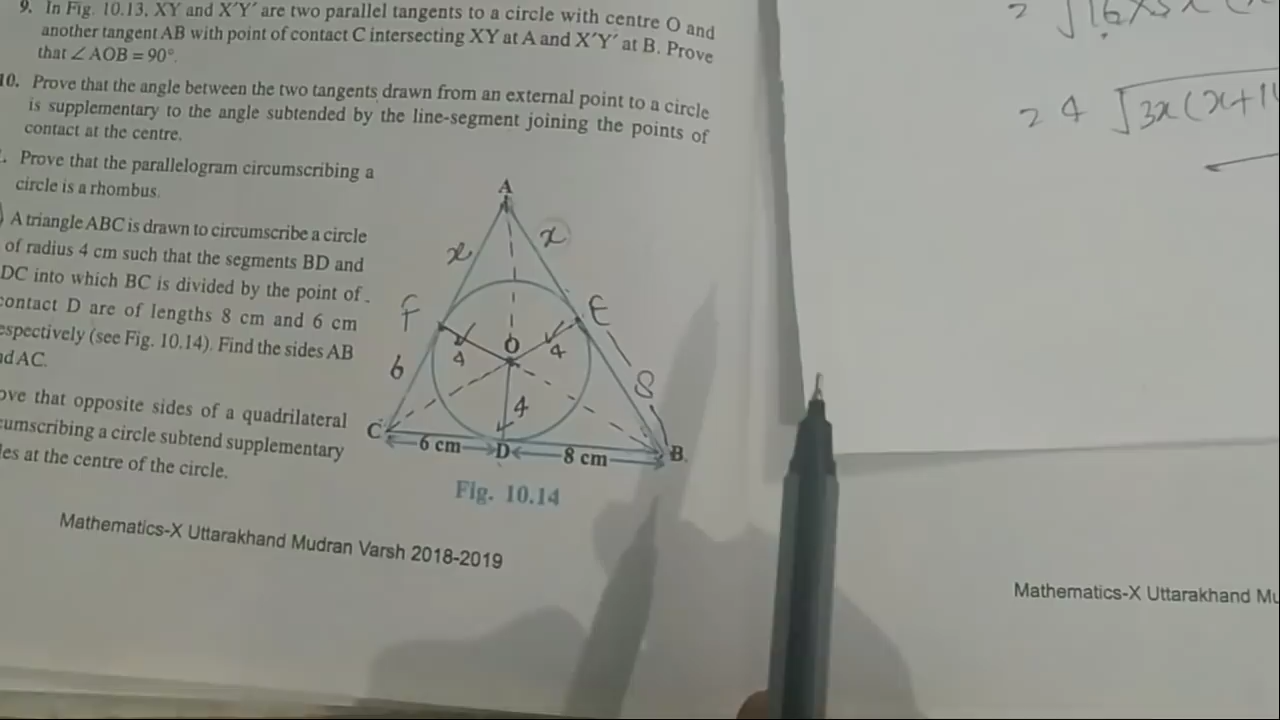 9. In Fig. 10.13, XY and X′Y′ are two parallel tangents to a circle with centre O and
another tangent AB with point of contact C intersecting XY at A and X′Y′ at B. Prove
that ∠ AOB = 90°.
10. Prove that the angle between the two tangents drawn from an external point to a circle
is supplementary to the angle subtended by the line-segment joining the points of
contact at the centre.
Prove that the parallelogram circumscribing a
circle is a rhombus.
A triangle ABC is drawn to circumscribe a circle
of radius 4 cm such that the segments BD and
DC into which BC is divided by the point of
contact D are of lengths 8 cm and 6 cm
espectively (see Fig. 10.14). Find the sides AB
nd AC.
ove that opposite sides of a quadrilateral
cumscribing a circle subtend supplementary
les at the centre of the circle.
A
x x
F E
O
4 4
6 8
4
C 6 cm D 8 cm B
Fig. 10.14
Mathematics-X Uttarakhand Mudran Varsh 2018-2019
4 √3x(x+14
Mathematics-X Uttarakhand Mu